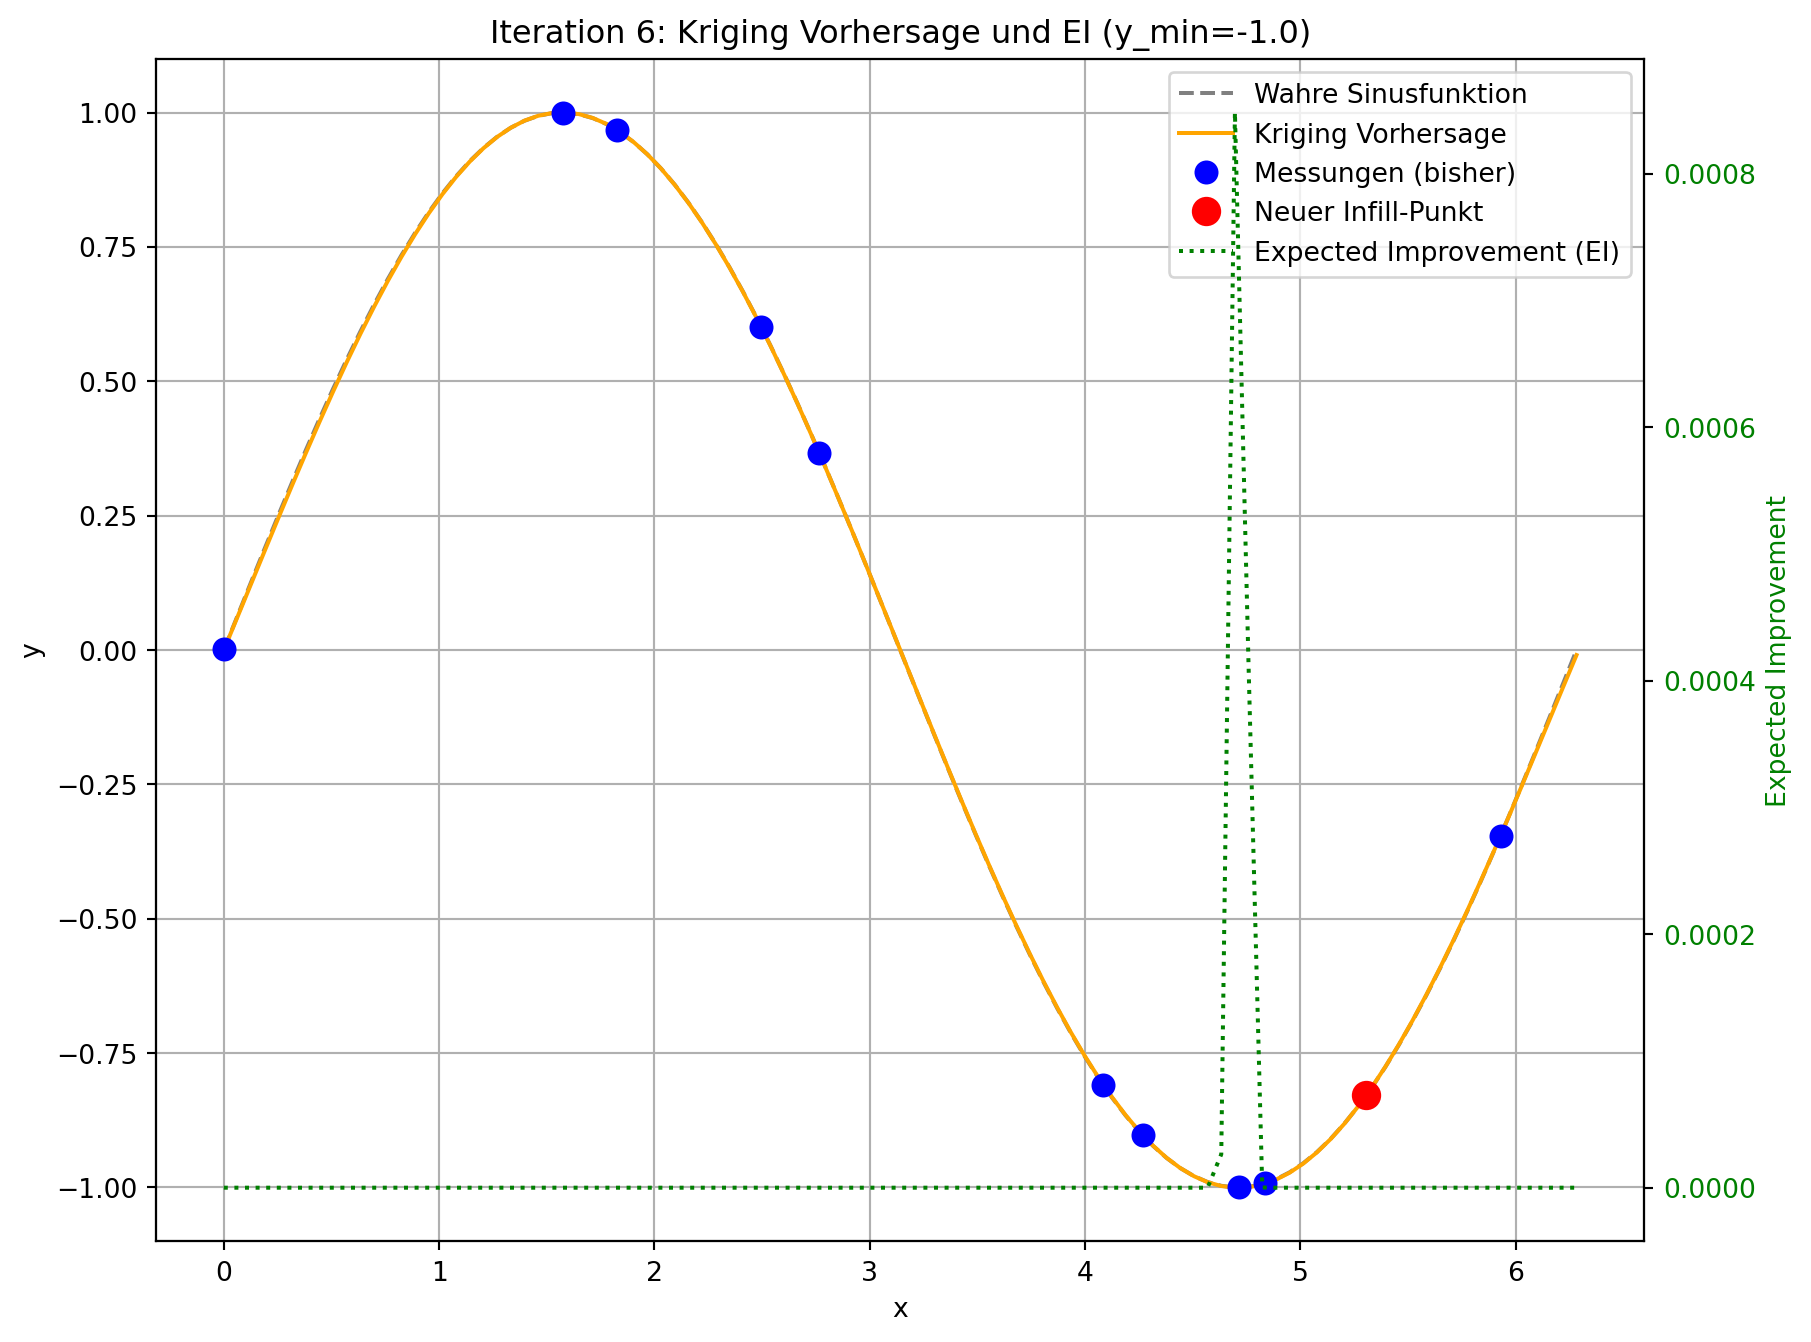 Iteration 6: Kriging Vorhersage und EI (y_min=-1.0)
Wahre Sinusfunktion
Kriging Vorhersage
Messungen (bisher)
Neuer Infill-Punkt
Expected Improvement (EI)
1.00
0.75
0.50
0.25
0.00
−0.25
−0.50
−0.75
−1.00
y
0.0008
0.0006
0.0004
0.0002
0.0000
Expected Improvement
0 1 2 3 4 5 6
x